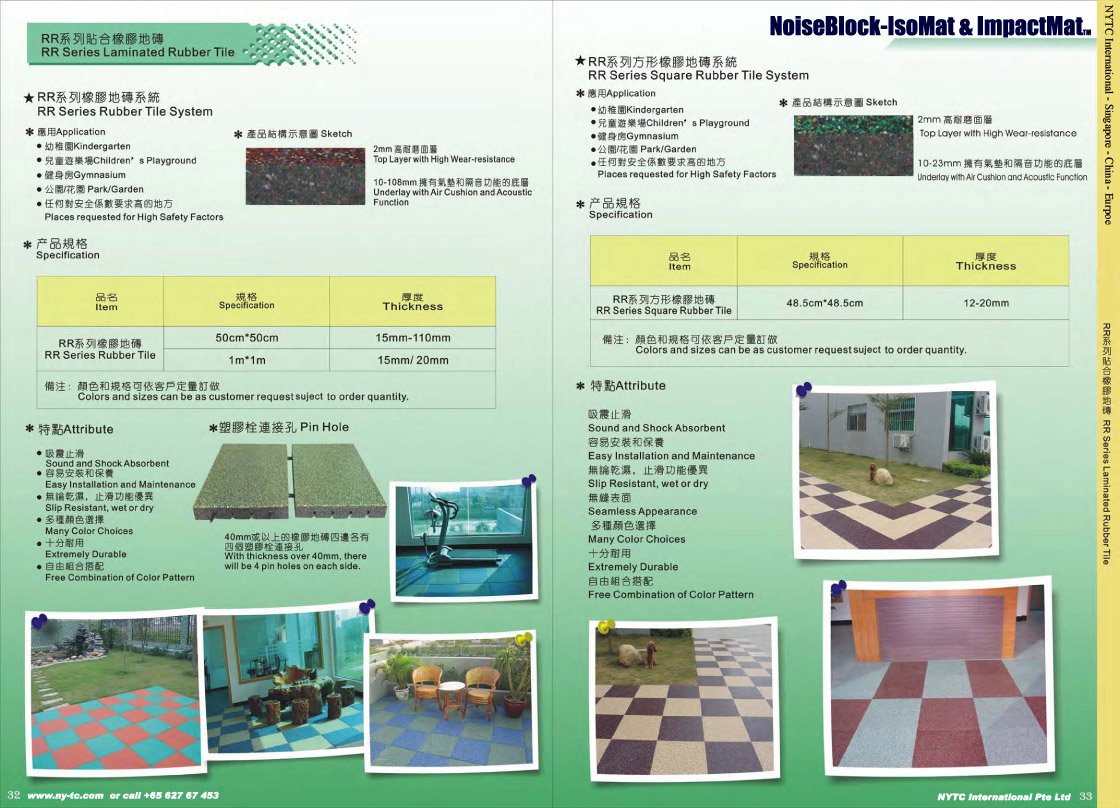 RR系列貼合橡膠地磚
RR Series Laminated Rubber Tile
★RR系列橡膠地磚系統
RR Series Rubber Tile System
✻ 應用Application
● 幼稚園Kindergarten
● 兒童遊樂場Children’s Playground
● 健身房Gymnasium
● 公園/花園 Park/Garden
● 任何對安全係數要求高的地方
Places requested for High Safety Factors
✻ 產品結構示意圖 Sketch
2mm 高耐磨面層
Top Layer with High Wear-resistance
10-108mm 擁有氣墊和隔音功能的底層
Underlay with Air Cushion and Acoustic
Function
✻ 产品規格
Specification
品名
Item
規格
Specification
厚度
Thickness
RR系列橡膠地磚
RR Series Rubber Tile
50cm*50cm
15mm-110mm
1m*1m
15mm/ 20mm
備注：顏色和規格可依客戶定量訂做
Colors and sizes can be as customer request suject to order quantity.
✻ 特點Attribute
● 吸震止滑
Sound and Shock Absorbent
● 容易安裝和保養
Easy Installation and Maintenance
● 無論乾濕，止滑功能優異
Slip Resistant, wet or dry
● 多種顏色選擇
Many Color Choices
● 十分耐用
Extremely Durable
● 自由組合搭配
Free Combination of Color Pattern
✻塑膠栓連接孔 Pin Hole
40mm或以上的橡膠地磚四邊各有
四個塑膠栓連接孔
With thickness over 40mm, there
will be 4 pin holes on each side.
32 www.ny-tc.com or call +65 627 67 453
NoiseBlock-IsoMat & ImpactMat TM
★RR系列方形橡膠地磚系統
RR Series Square Rubber Tile System
✻ 應用Application
●幼稚園Kindergarten
●兒童遊樂場Children’s Playground
●健身房Gymnasium
●公園/花園 Park/Garden
●任何對安全係數要求高的地方
Places requested for High Safety Factors
✻ 產品結構示意圖 Sketch
2mm 高耐磨面層
Top Layer with High Wear-resistance
10-23mm 擁有氣墊和隔音功能的底層
Underlay with Air Cushion and Acoustic Function
✻ 产品規格
Specification
品名
Item
規格
Specification
厚度
Thickness
RR系列方形橡膠地磚
RR Series Square Rubber Tile
48.5cm*48.5cm
12-20mm
備注：顏色和規格可依客戶定量訂做
Colors and sizes can be as customer request suject to order quantity.
✻ 特點Attribute
吸震止滑
Sound and Shock Absorbent
容易安裝和保養
Easy Installation and Maintenance
無論乾濕，止滑功能優異
Slip Resistant, wet or dry
無縫表面
Seamless Appearance
多種顏色選擇
Many Color Choices
十分耐用
Extremely Durable
自由組合搭配
Free Combination of Color Pattern
NYTC International Pte Ltd 33
NYTC International - Singapore - China - Eurpoe
RR系列貼合橡膠地磚 RR Series Laminated Rubber Tile